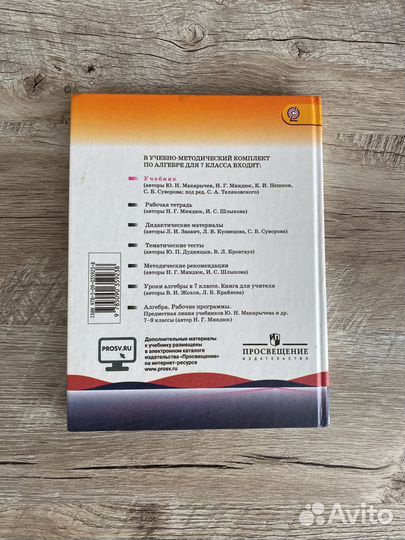 В УЧЕБНО-МЕТОДИЧЕСКИЙ КОМПЛЕКТ
ПО АЛГЕБРЕ ДЛЯ 7 КЛАССА ВХОДЯТ:
Учебник
(авторы Ю. Н. Макарычев, Н. Г. Миндюк, К. И. Нешков,
С. Б. Суворова; под ред. С. А. Теляковского)
Рабочая тетрадь
(авторы Н. Г. Миндюк, И. С. Шлыкова)
Дидактические материалы
(авторы Л. И. Звавич, Л. В. Кузнецова, С. Б. Суворова)
Тематические тесты
(авторы Ю. П. Дудницын, В. Л. Кронгауз)
Методические рекомендации
(авторы Н. Г. Миндюк, И. С. Шлыкова)
Уроки алгебры в 7 классе. Книга для учителя
(авторы В. И. Жохов, Л. Б. Крайнева)
Алгебра. Рабочие программы.
Предметная линия учебников Ю. Н. Макарычева и др.
7–9 классы (автор Н. Г. Миндюк)
PROSV.RU
Дополнительные материалы
к учебнику размещены
в электронном каталоге
издательства «Просвещение»
на интернет-ресурсе
www.prosv.ru
ПРОСВЕЩЕНИЕ
ИЗДАТЕЛЬСТВО
Avito